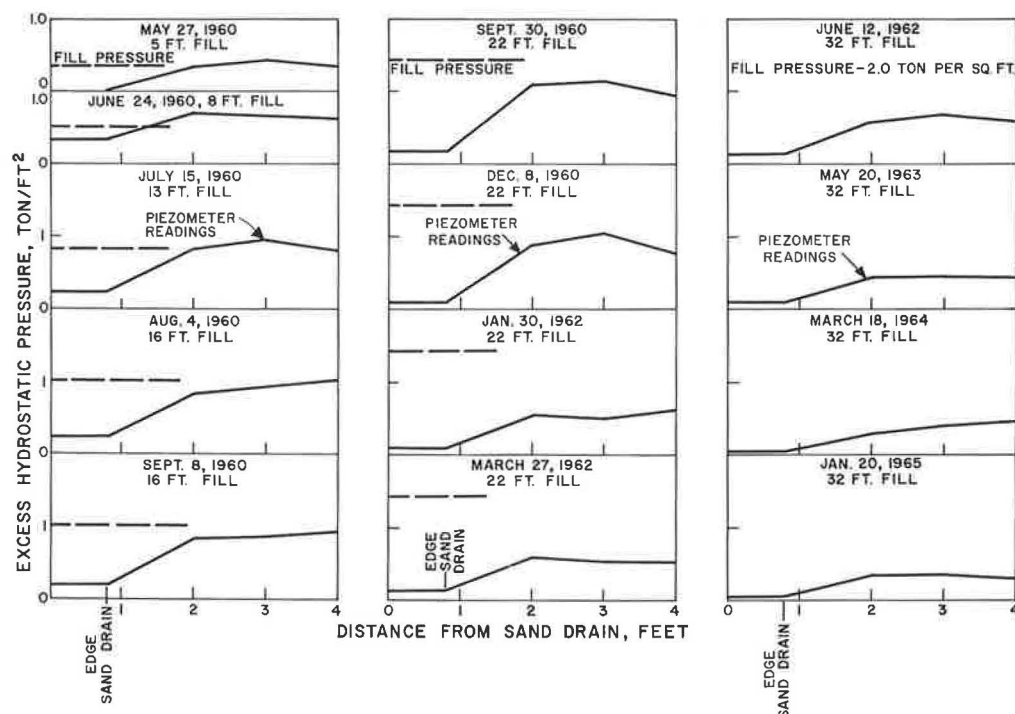 EXCESS HYDROSTATIC PRESSURE, TON/FT²
1.0
MAY 27, 1960
5 FT. FILL
FILL PRESSURE
0
1.0
JUNE 24, 1960, 8 FT. FILL
0
JULY 15, 1960
13 FT. FILL
PIEZOMETER
READINGS
1
0
AUG. 4, 1960
16 FT. FILL
1
0
SEPT. 8, 1960
16 FT. FILL
1
0
1 2 3 4
EDGE
SAND DRAIN
SEPT. 30, 1960
22 FT. FILL
FILL PRESSURE
DEC. 8, 1960
22 FT. FILL
PIEZOMETER
READINGS
JAN. 30, 1962
22 FT. FILL
MARCH 27, 1962
22 FT. FILL
EDGE
SAND
DRAIN
0 1 2 3 4
JUNE 12, 1962
32 FT. FILL
FILL PRESSURE-2.0 TON PER SQ. FT.
MAY 20, 1963
32 FT. FILL
PIEZOMETER
READINGS
MARCH 18, 1964
32 FT. FILL
JAN. 20, 1965
32 FT. FILL
0 1 2 3 4
EDGE
SAND DRAIN
DISTANCE FROM SAND DRAIN, FEET